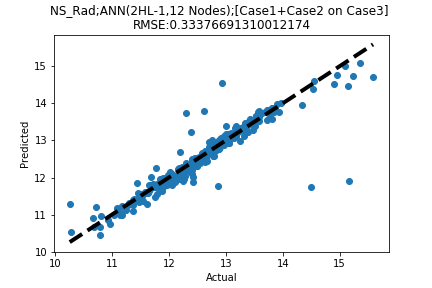 NS_Rad;ANN(2HL-1,12 Nodes);[Case1+Case2 on Case3]
RMSE:0.33376691310012174
15
14
13
12
11
10
Predicted
10 11 12 13 14 15
Actual